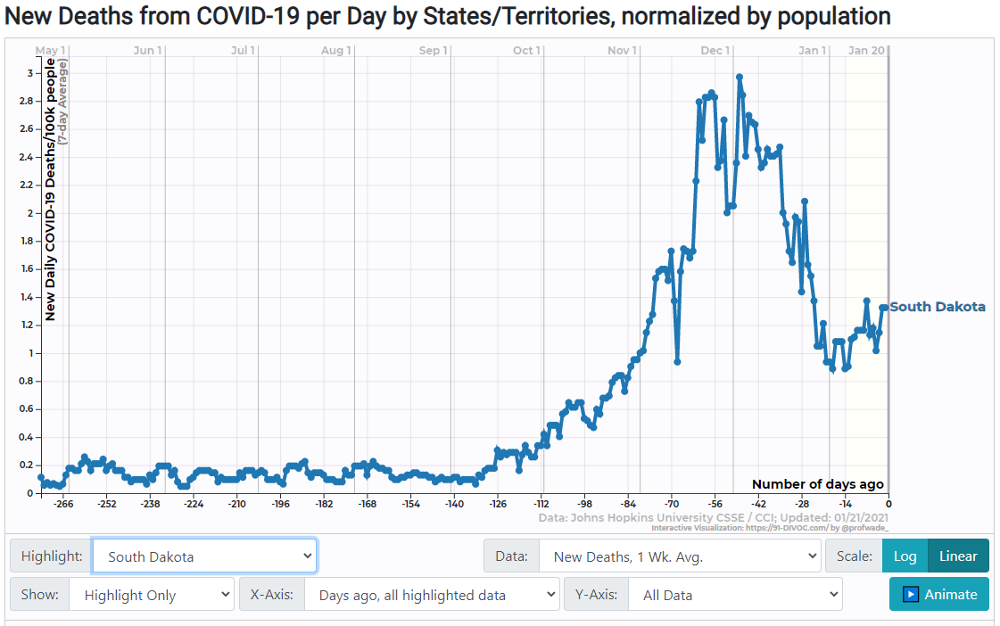 New Deaths from COVID-19 per Day by States/Territories, normalized by population
May 1 Jun 1 Jul 1 Aug 1 Sep 1 Oct 1 Nov 1 Dec 1 Jan 1 Jan 20
New Daily COVID-19 Deaths/100k people
(7-day Average)
3
2.8
2.6
2.4
2.2
2
1.8
1.6
1.4
1.2
1
0.8
0.6
0.4
0.2
0
South Dakota
Number of days ago
-266 -252 -238 -224 -210 -196 -182 -168 -154 -140 -126 -112 -98 -84 -70 -56 -42 -28 -14 0
Data: Johns Hopkins University CSSE / CCI; Updated: 01/21/2021
Interactive Visualization: https://91-DIVOC.com/ by @profwade_
Highlight: South Dakota Data: New Deaths, 1 Wk. Avg. Scale: Log Linear
Show: Highlight Only X-Axis: Days ago, all highlighted data Y-Axis: All Data Animate